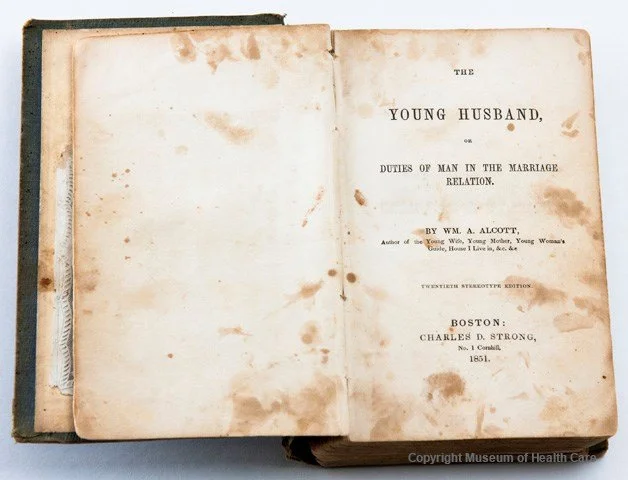 THE
YOUNG HUSBAND,
OR
DUTIES OF MAN IN THE MARRIAGE
RELATION.
BY WM. A. ALCOTT,
Author of the Young Wife, Young Mother, Young Woman's
Guide, House I Live in, &c. &c
TWENTIETH STEREOTYPE EDITION.
BOSTON:
CHARLES D. STRONG,
No. 1 Cornhill,
1851.
Copyright Museum of Health Care